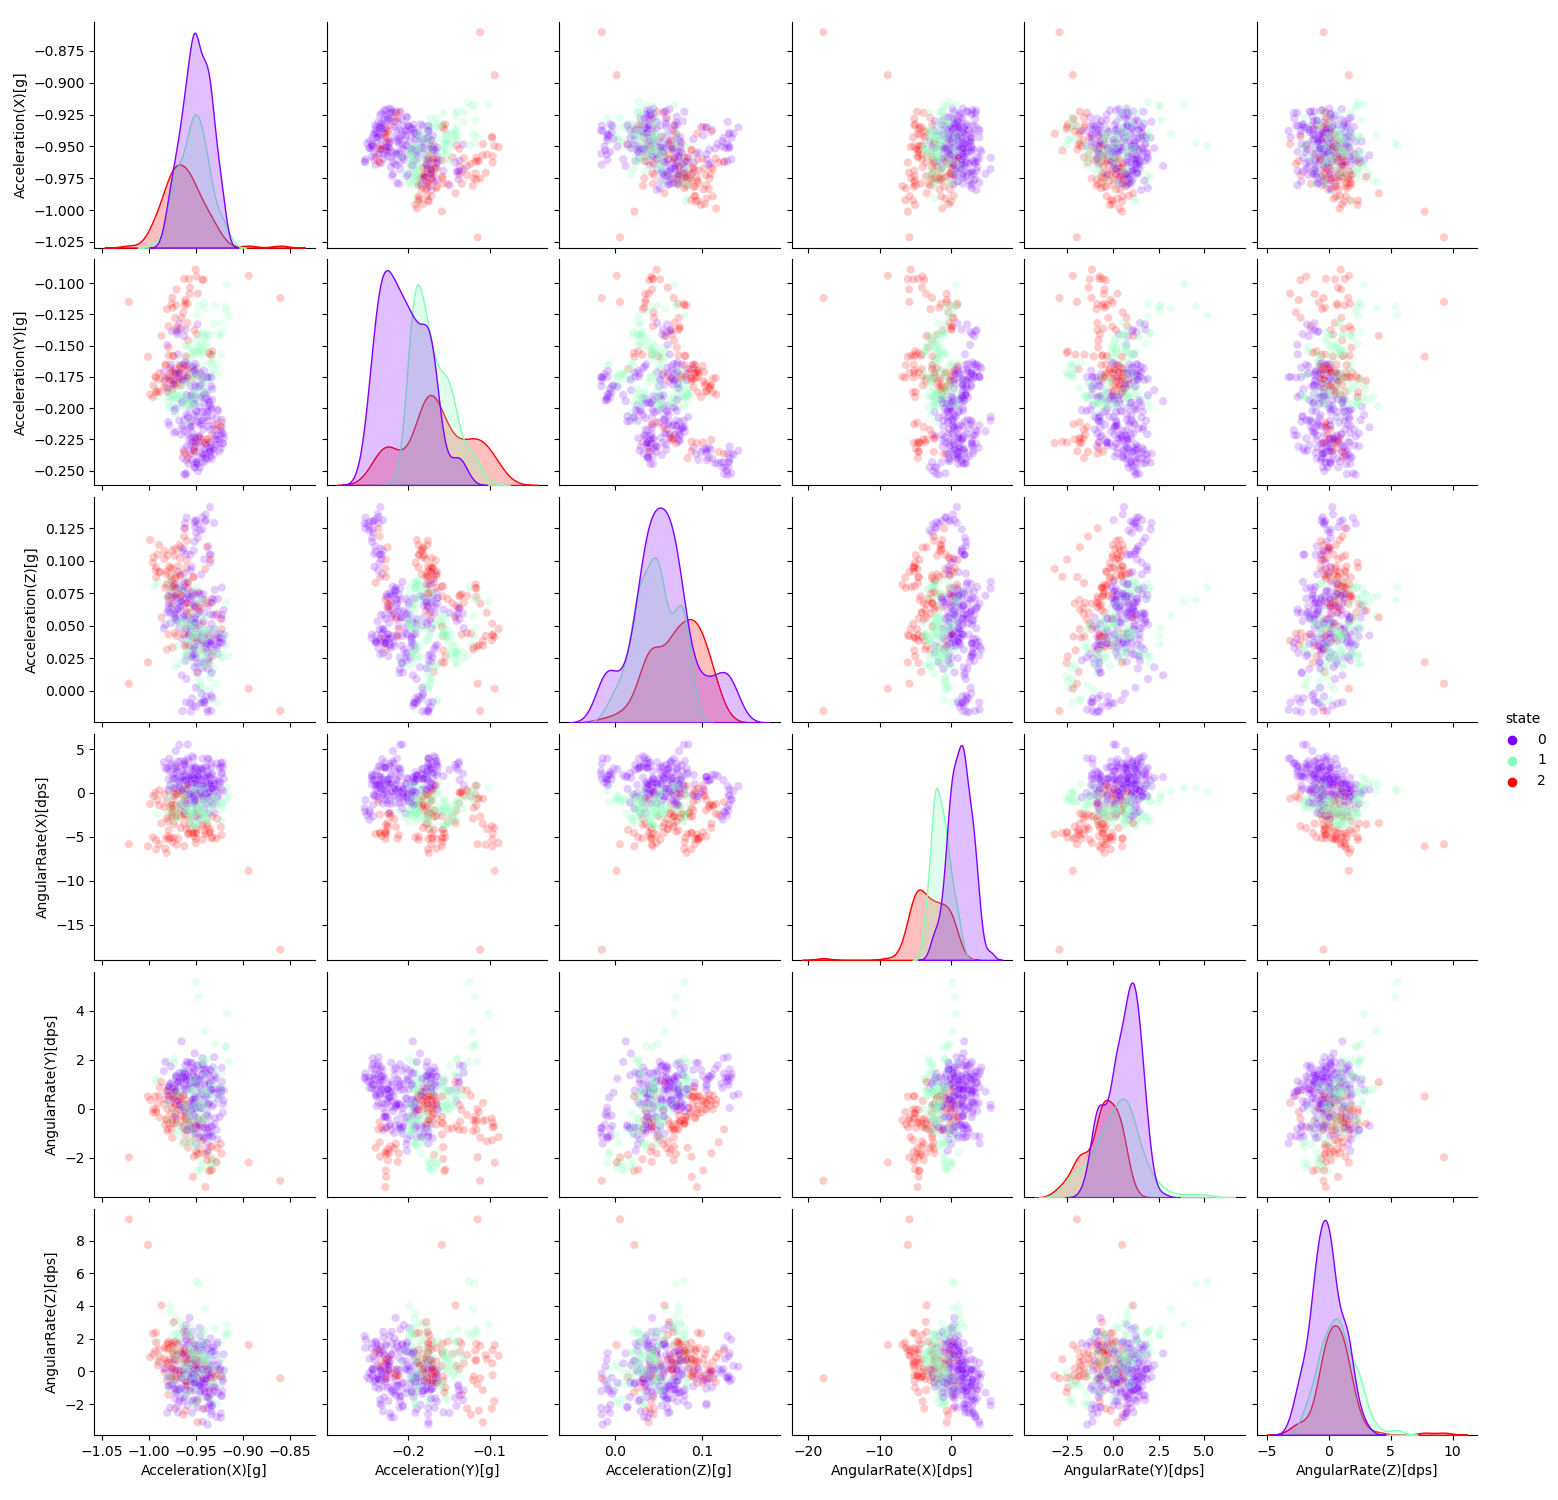 Acceleration(X)[g]
−0.875
−0.900
−0.925
−0.950
−0.975
−1.000
−1.025
Acceleration(Y)[g]
−0.100
−0.125
−0.150
−0.175
−0.200
−0.225
−0.250
Acceleration(Z)[g]
0.125
0.100
0.075
0.050
0.025
0.000
AngularRate(X)[dps]
5
0
−5
−10
−15
AngularRate(Y)[dps]
4
2
0
−2
AngularRate(Z)[dps]
8
6
4
2
0
−2
−1.05 −1.00 −0.95 −0.90 −0.85
Acceleration(X)[g]
−0.2 −0.1
Acceleration(Y)[g]
0.0 0.1
Acceleration(Z)[g]
−20 −10 0
AngularRate(X)[dps]
−2.5 0.0 2.5 5.0
AngularRate(Y)[dps]
−5 0 5 10
AngularRate(Z)[dps]
state
0
1
2